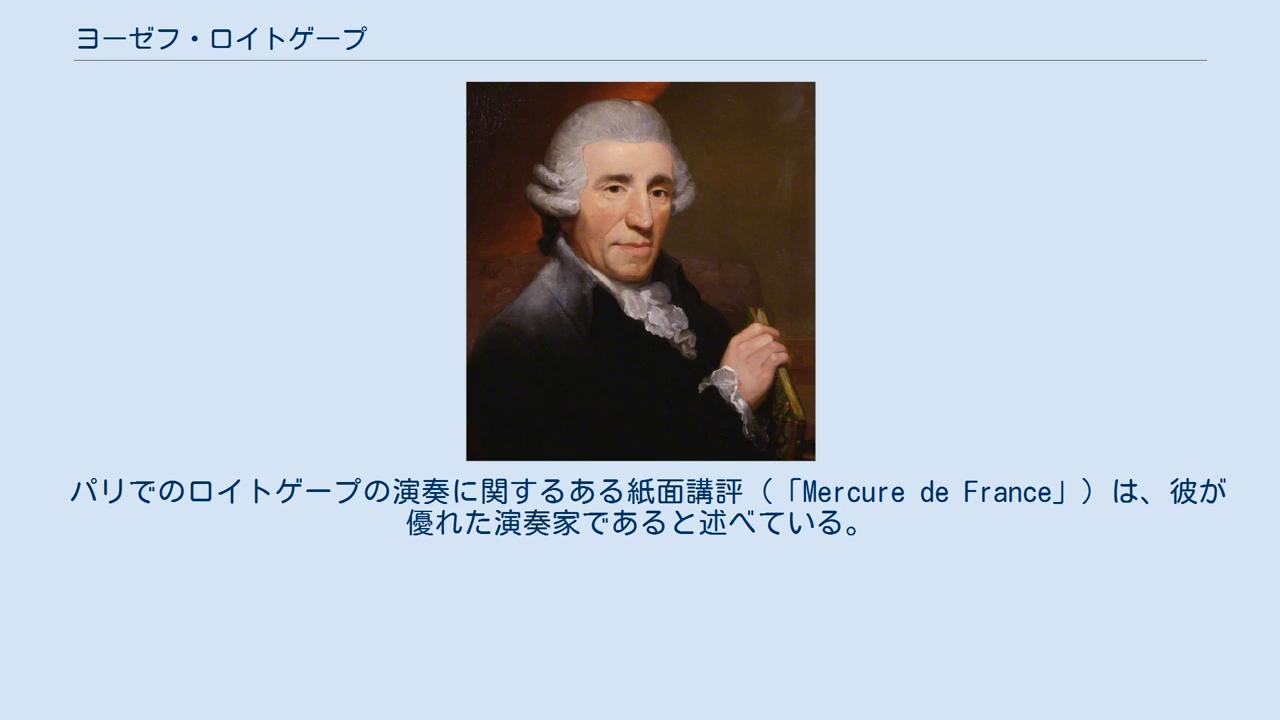 ヨーゼフ・ロイトゲープ
パリでのロイトゲープの演奏に関するある紙面講評（「Mercure de France」）は、彼が
優れた演奏家であると述べている。